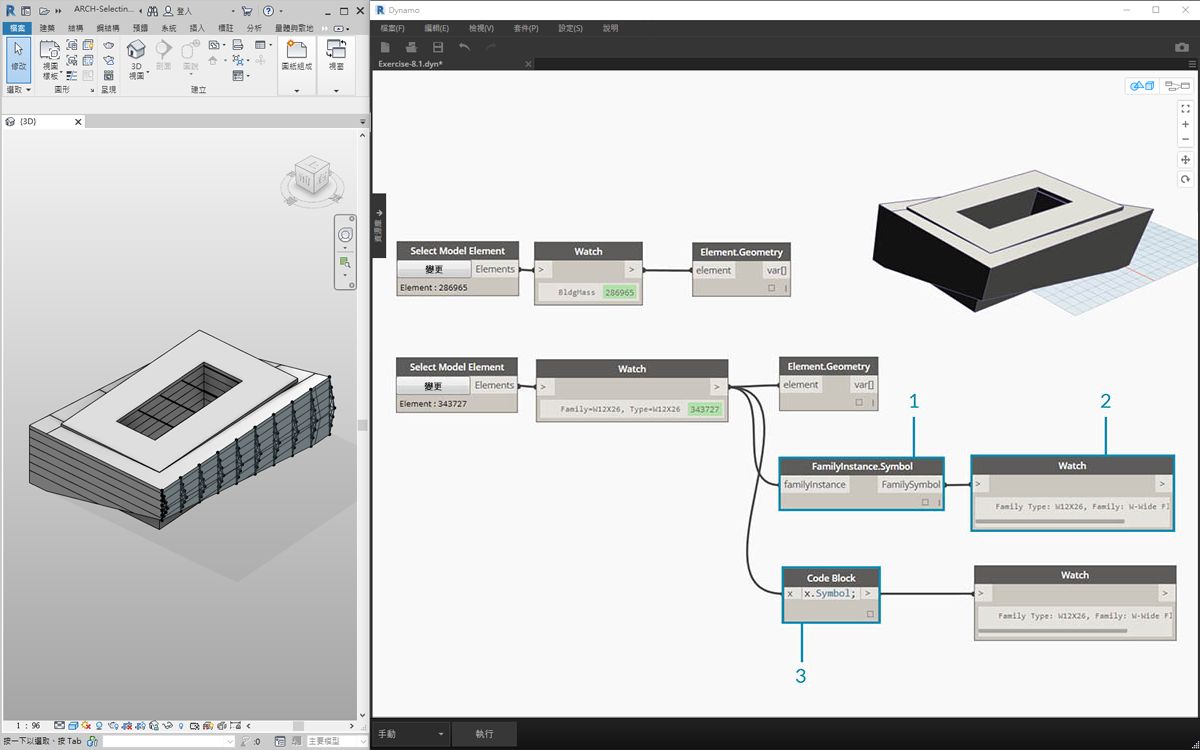 ARCH-Selectin...
登入
檔案 建築 結構 鋼結構 預鑄 系統 插入 標註 分析 量體與敷地
修改
視圖
樣板
3D
視圖
剖面
圖說
圖紙組成
視窗
選取 圖形 呈現 建立
{3D}
1 : 96
按一下以選取、按 Tab
:0
主要模型
Dynamo
檔案(F) 編輯(E) 檢視(V) 套件(P) 設定(S) 說明
Exercise-8.1.dyn*
資源庫
Select Model Element
變更 Elements
Element : 286965
Watch
> >
BldgMass 286965
Element.Geometry
element var[]
Select Model Element
變更 Elements
Element : 343727
Watch
> >
Family=W12X26, Type=W12X26 343727
Element.Geometry
element var[]
1
2
FamilyInstance.Symbol
familyInstance FamilySymbol
Watch
> >
Family Type: W12X26, Family: W-Wide Fl
Code Block
x x.Symbol; >
3
Watch
> >
Family Type: W12X26, Family: W-Wide Fl
手動 執行